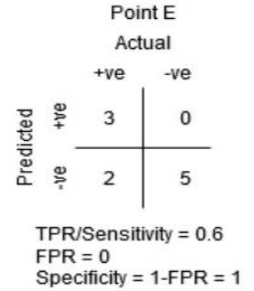 Point E
Actual
+ve -ve
Predicted
+ve 3 0
-ve 2 5
TPR/Sensitivity = 0.6
FPR = 0
Specificity = 1-FPR = 1